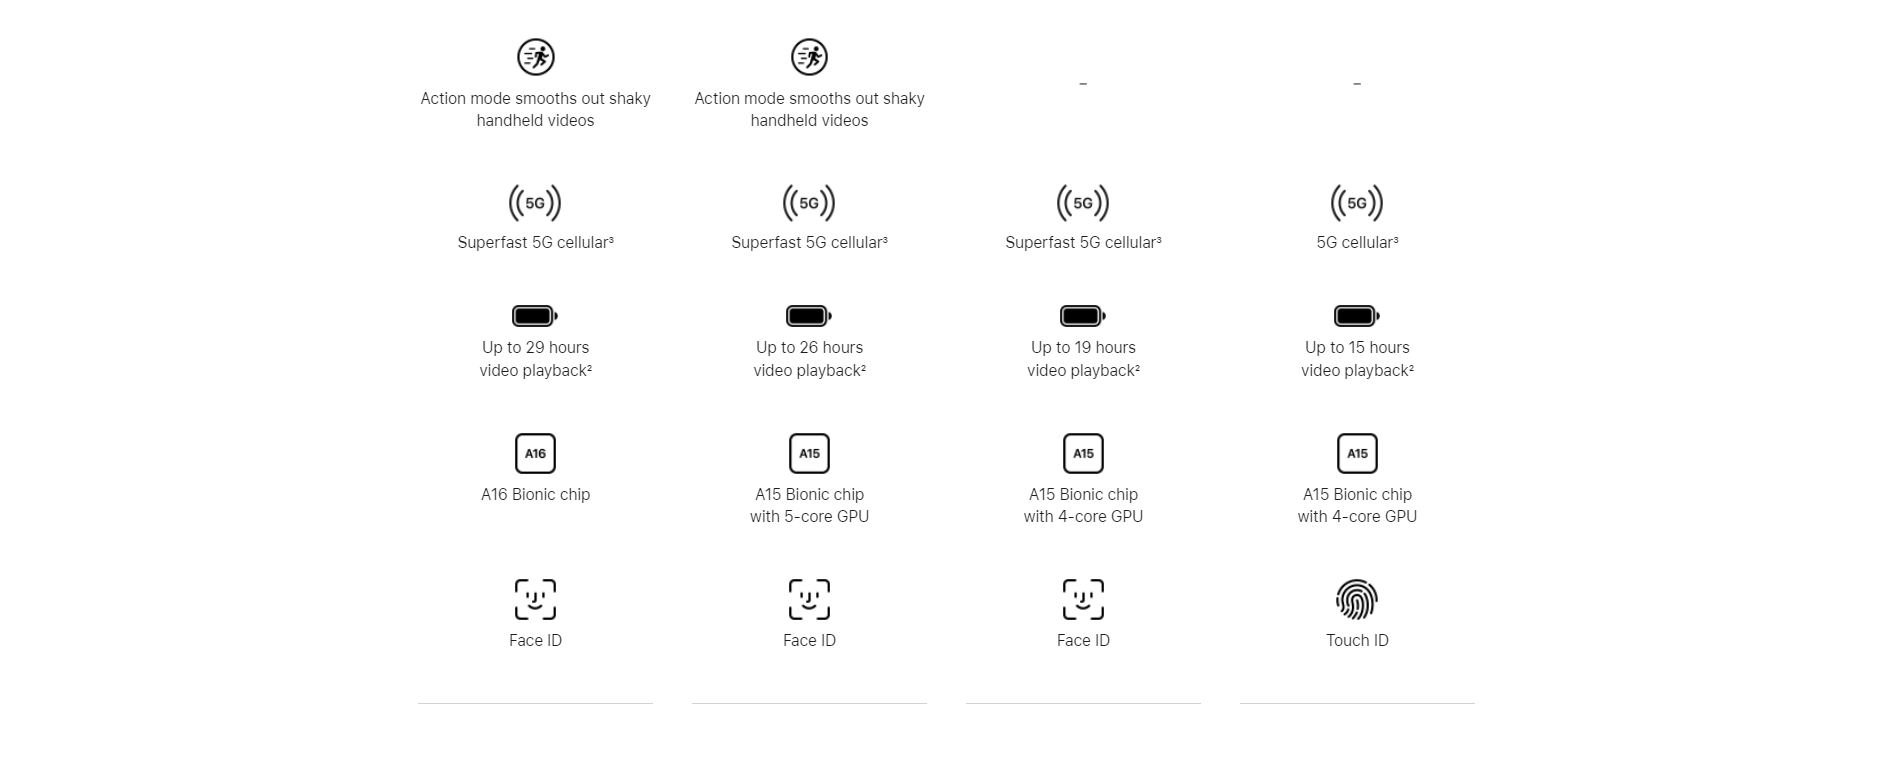 Action mode smooths out shaky
handheld videos
Action mode smooths out shaky
handheld videos
–
–
5G
Superfast 5G cellular³
5G
Superfast 5G cellular³
5G
Superfast 5G cellular³
5G
5G cellular³
Up to 29 hours
video playback²
Up to 26 hours
video playback²
Up to 19 hours
video playback²
Up to 15 hours
video playback²
A16
A16 Bionic chip
A15
A15 Bionic chip
with 5-core GPU
A15
A15 Bionic chip
with 4-core GPU
A15
A15 Bionic chip
with 4-core GPU
Face ID
Face ID
Face ID
Touch ID